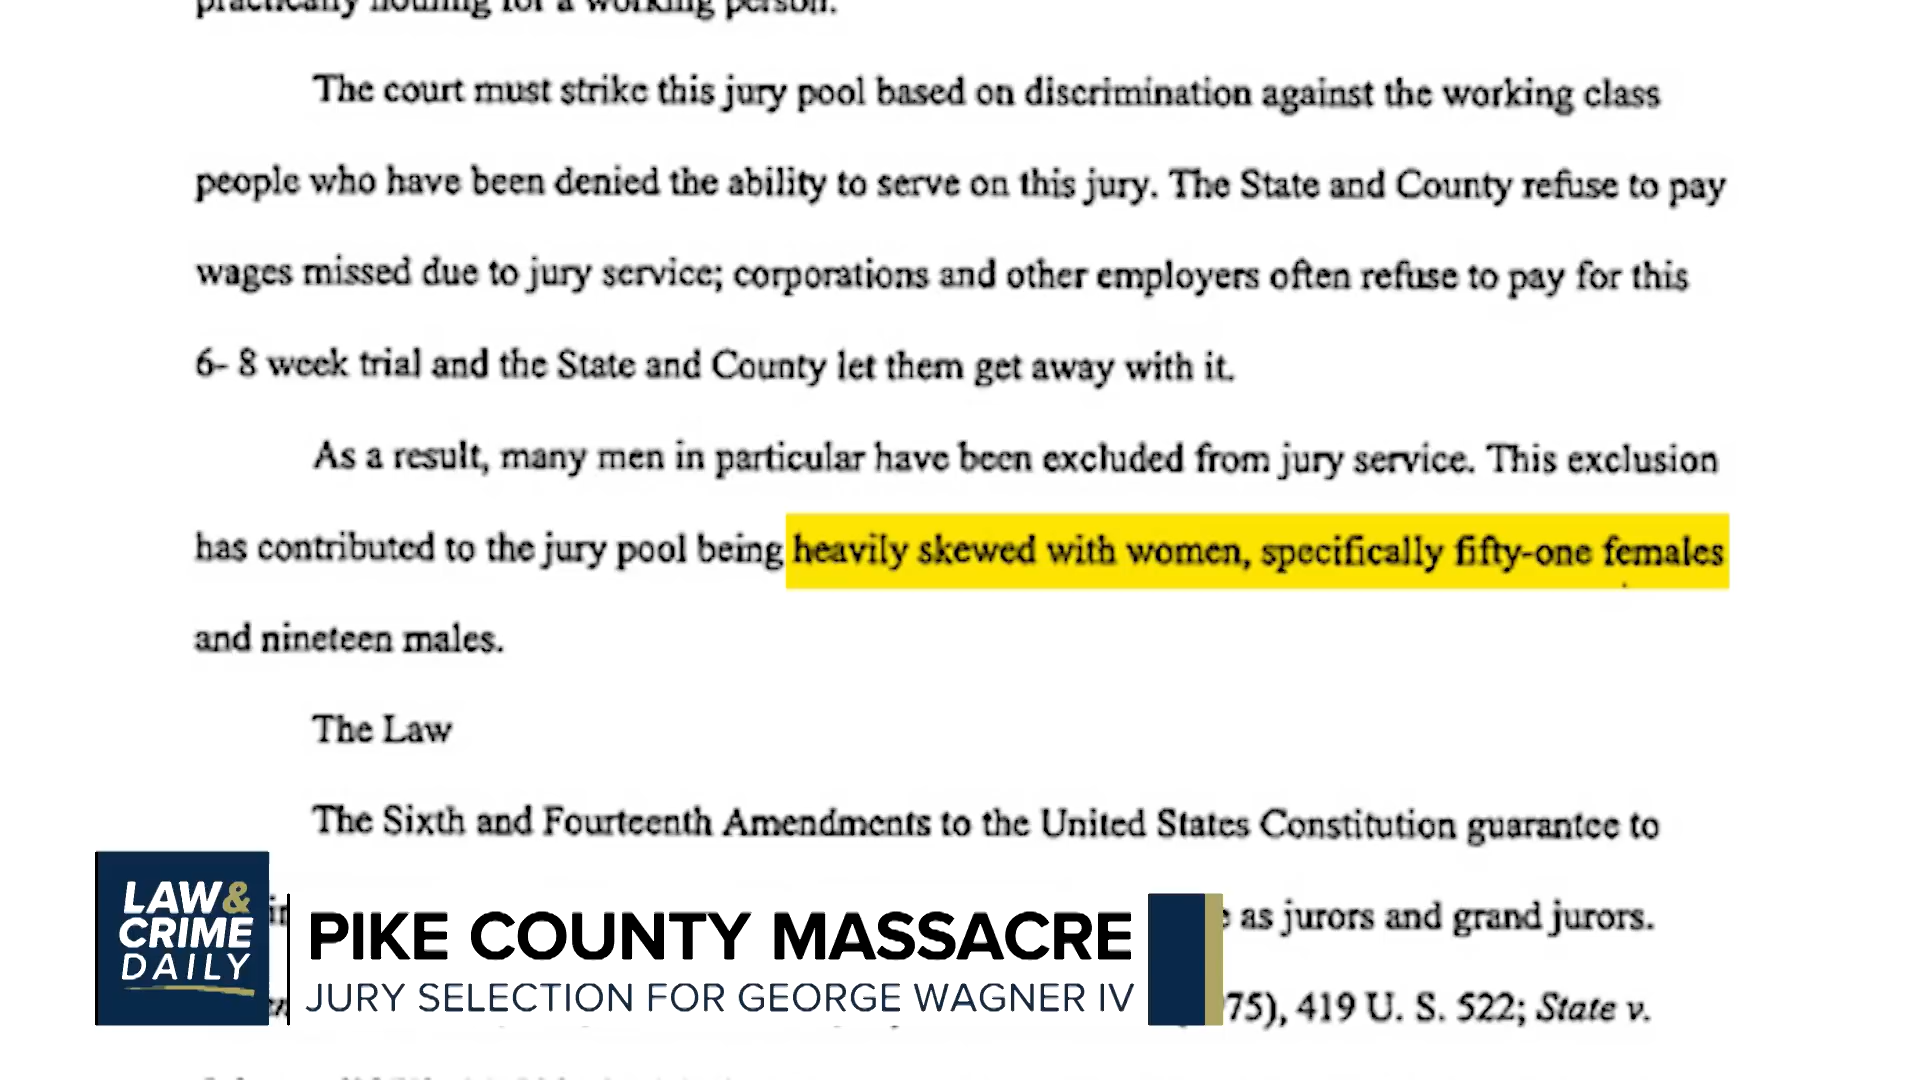 practically nothing for a working person.
The court must strike this jury pool based on discrimination against the working class
people who have been denied the ability to serve on this jury. The State and County refuse to pay
wages missed due to jury service; corporations and other employers often refuse to pay for this
6- 8 week trial and the State and County let them get away with it.
As a result, many men in particular have been excluded from jury service. This exclusion
has contributed to the jury pool being heavily skewed with women, specifically fifty-one females
and nineteen males.
The Law
The Sixth and Fourteenth Amendments to the United States Constitution guarantee to
as jurors and grand jurors.
75), 419 U. S. 522; State v.
LAW&
CRIME
DAILY
PIKE COUNTY MASSACRE
JURY SELECTION FOR GEORGE WAGNER IV